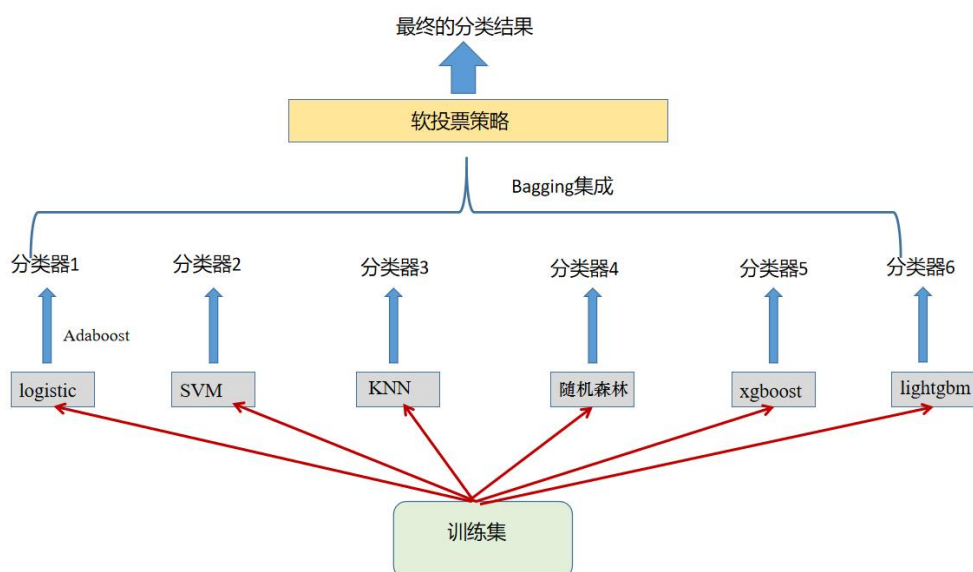 最终的分类结果
软投票策略
Bagging集成
分类器1
分类器2
分类器3
分类器4
分类器5
分类器6
Adaboost
logistic
SVM
KNN
随机森林
xgboost
lightgbm
训练集